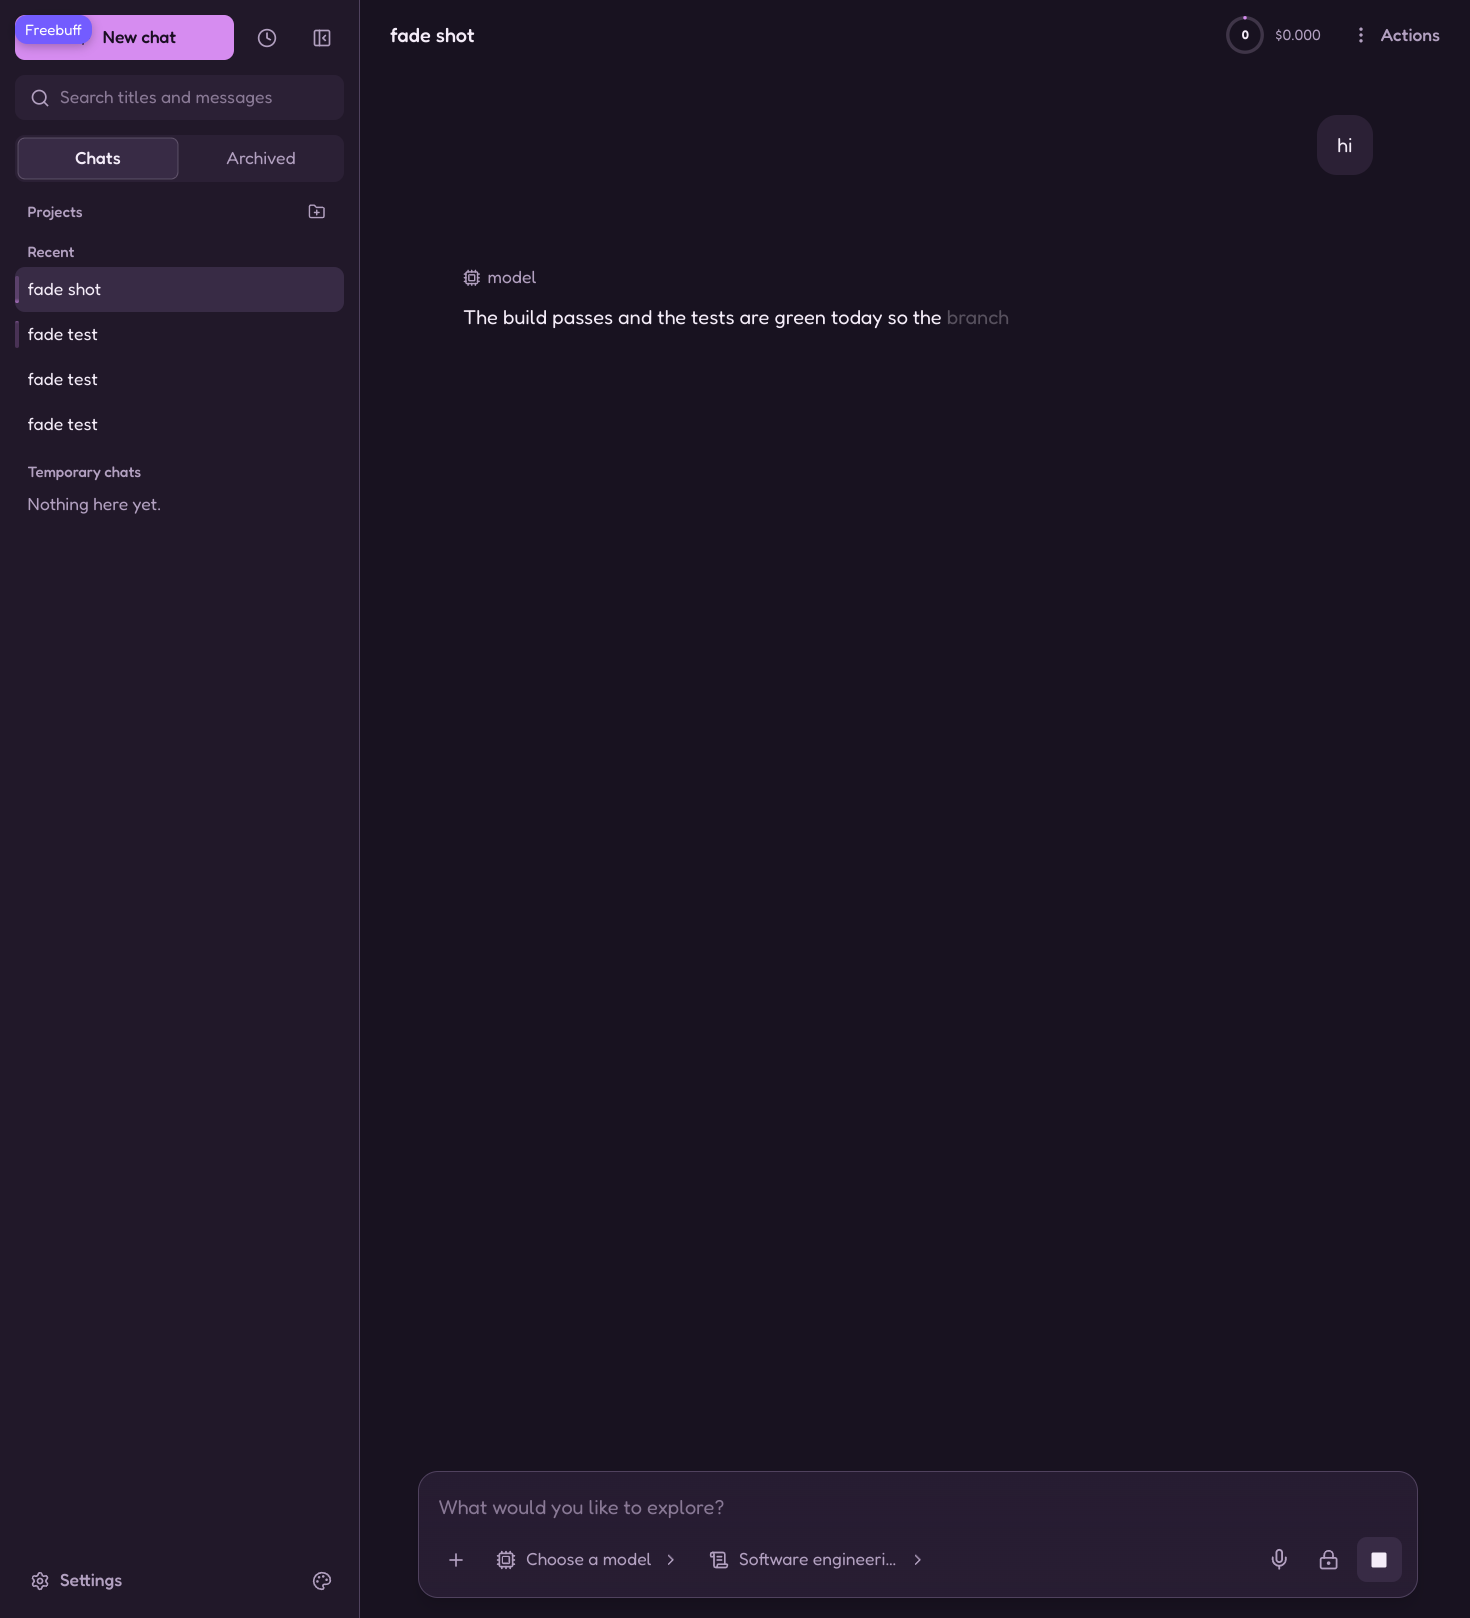 Freebuff
New chat
Search titles and messages
Chats
Archived
Projects
Recent
fade shot
fade test
fade test
fade test
Temporary chats
Nothing here yet.
Settings
fade shot
0
$0.000
Actions
hi
model
The build passes and the tests are green today so the branch
What would you like to explore?
Choose a model
Software engineeri...